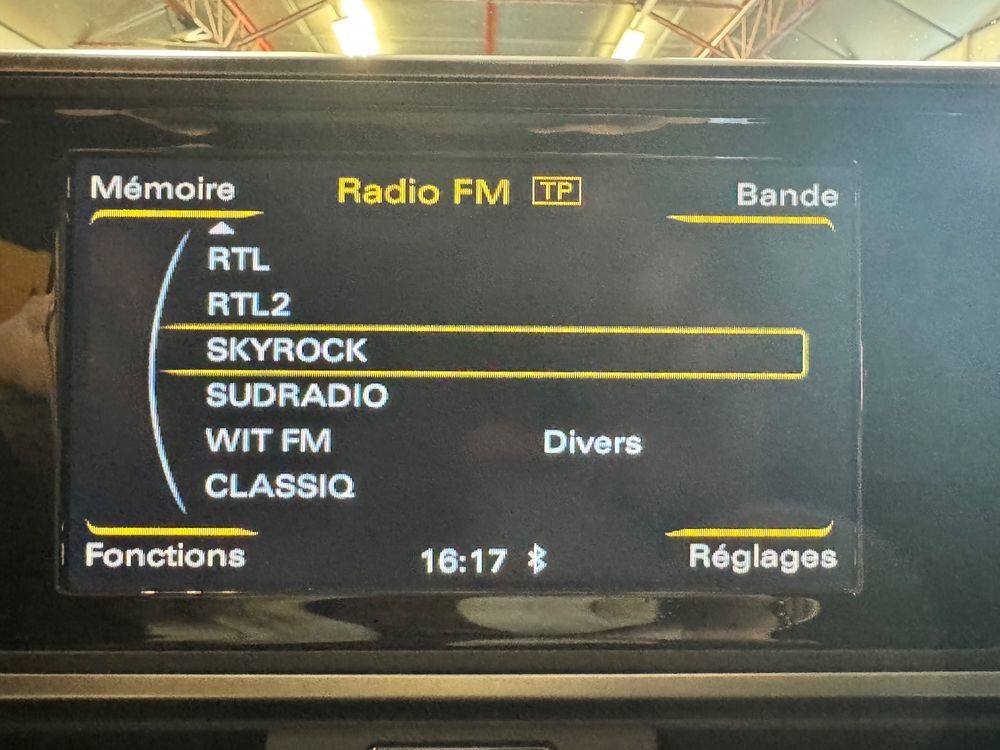 Mémoire Radio FM TP Bande
RTL
RTL2
SKYROCK
SUDRADIO
WIT FM Divers
CLASSIQ
Fonctions 16:17 Réglages